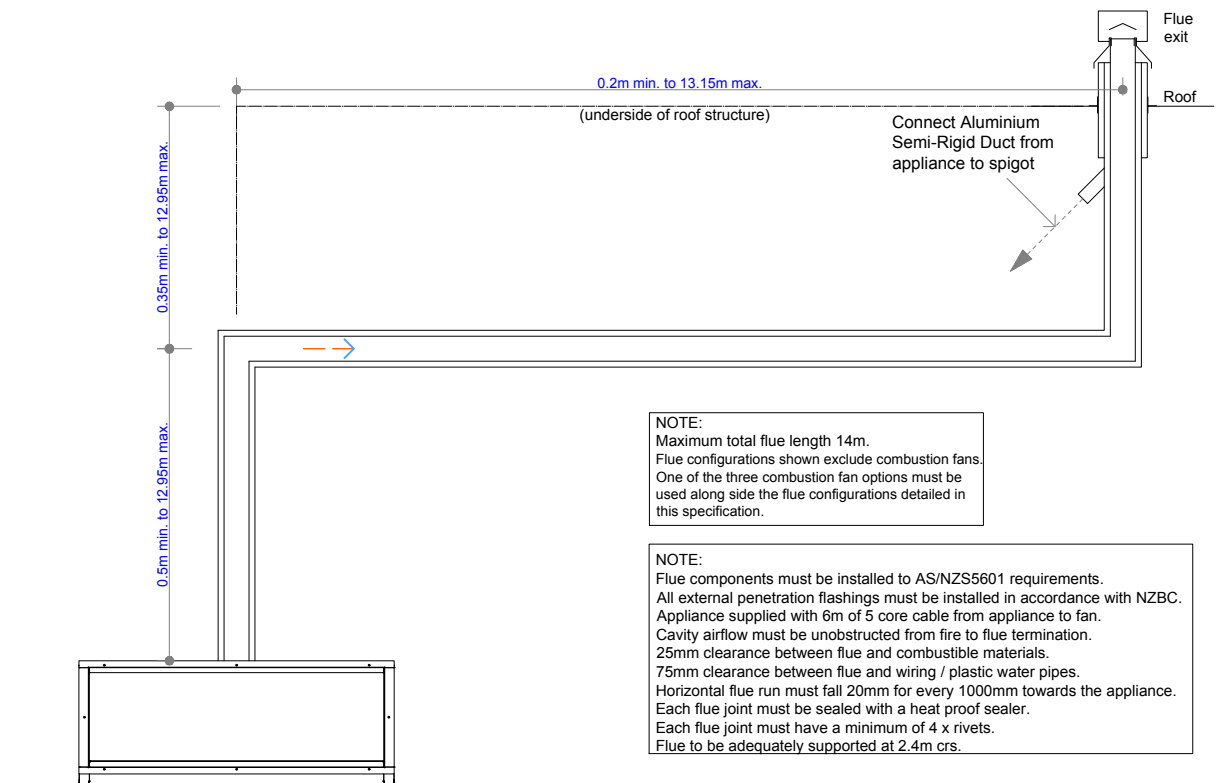 Flue
exit
0.2m min. to 13.15m max.
Roof
(underside of roof structure)
Connect Aluminium
Semi-Rigid Duct from
appliance to spigot
0.35m min. to 12.95m max.
0.5m min. to 12.95m max.
NOTE:
Maximum total flue length 14m.
Flue configurations shown exclude combustion fans.
One of the three combustion fan options must be
used along side the flue configurations detailed in
this specification.
NOTE:
Flue components must be installed to AS/NZS5601 requirements.
All external penetration flashings must be installed in accordance with NZBC.
Appliance supplied with 6m of 5 core cable from appliance to fan.
Cavity airflow must be unobstructed from fire to flue termination.
25mm clearance between flue and combustible materials.
75mm clearance between flue and wiring / plastic water pipes.
Horizontal flue run must fall 20mm for every 1000mm towards the appliance.
Each flue joint must be sealed with a heat proof sealer.
Each flue joint must have a minimum of 4 x rivets.
Flue to be adequately supported at 2.4m crs.